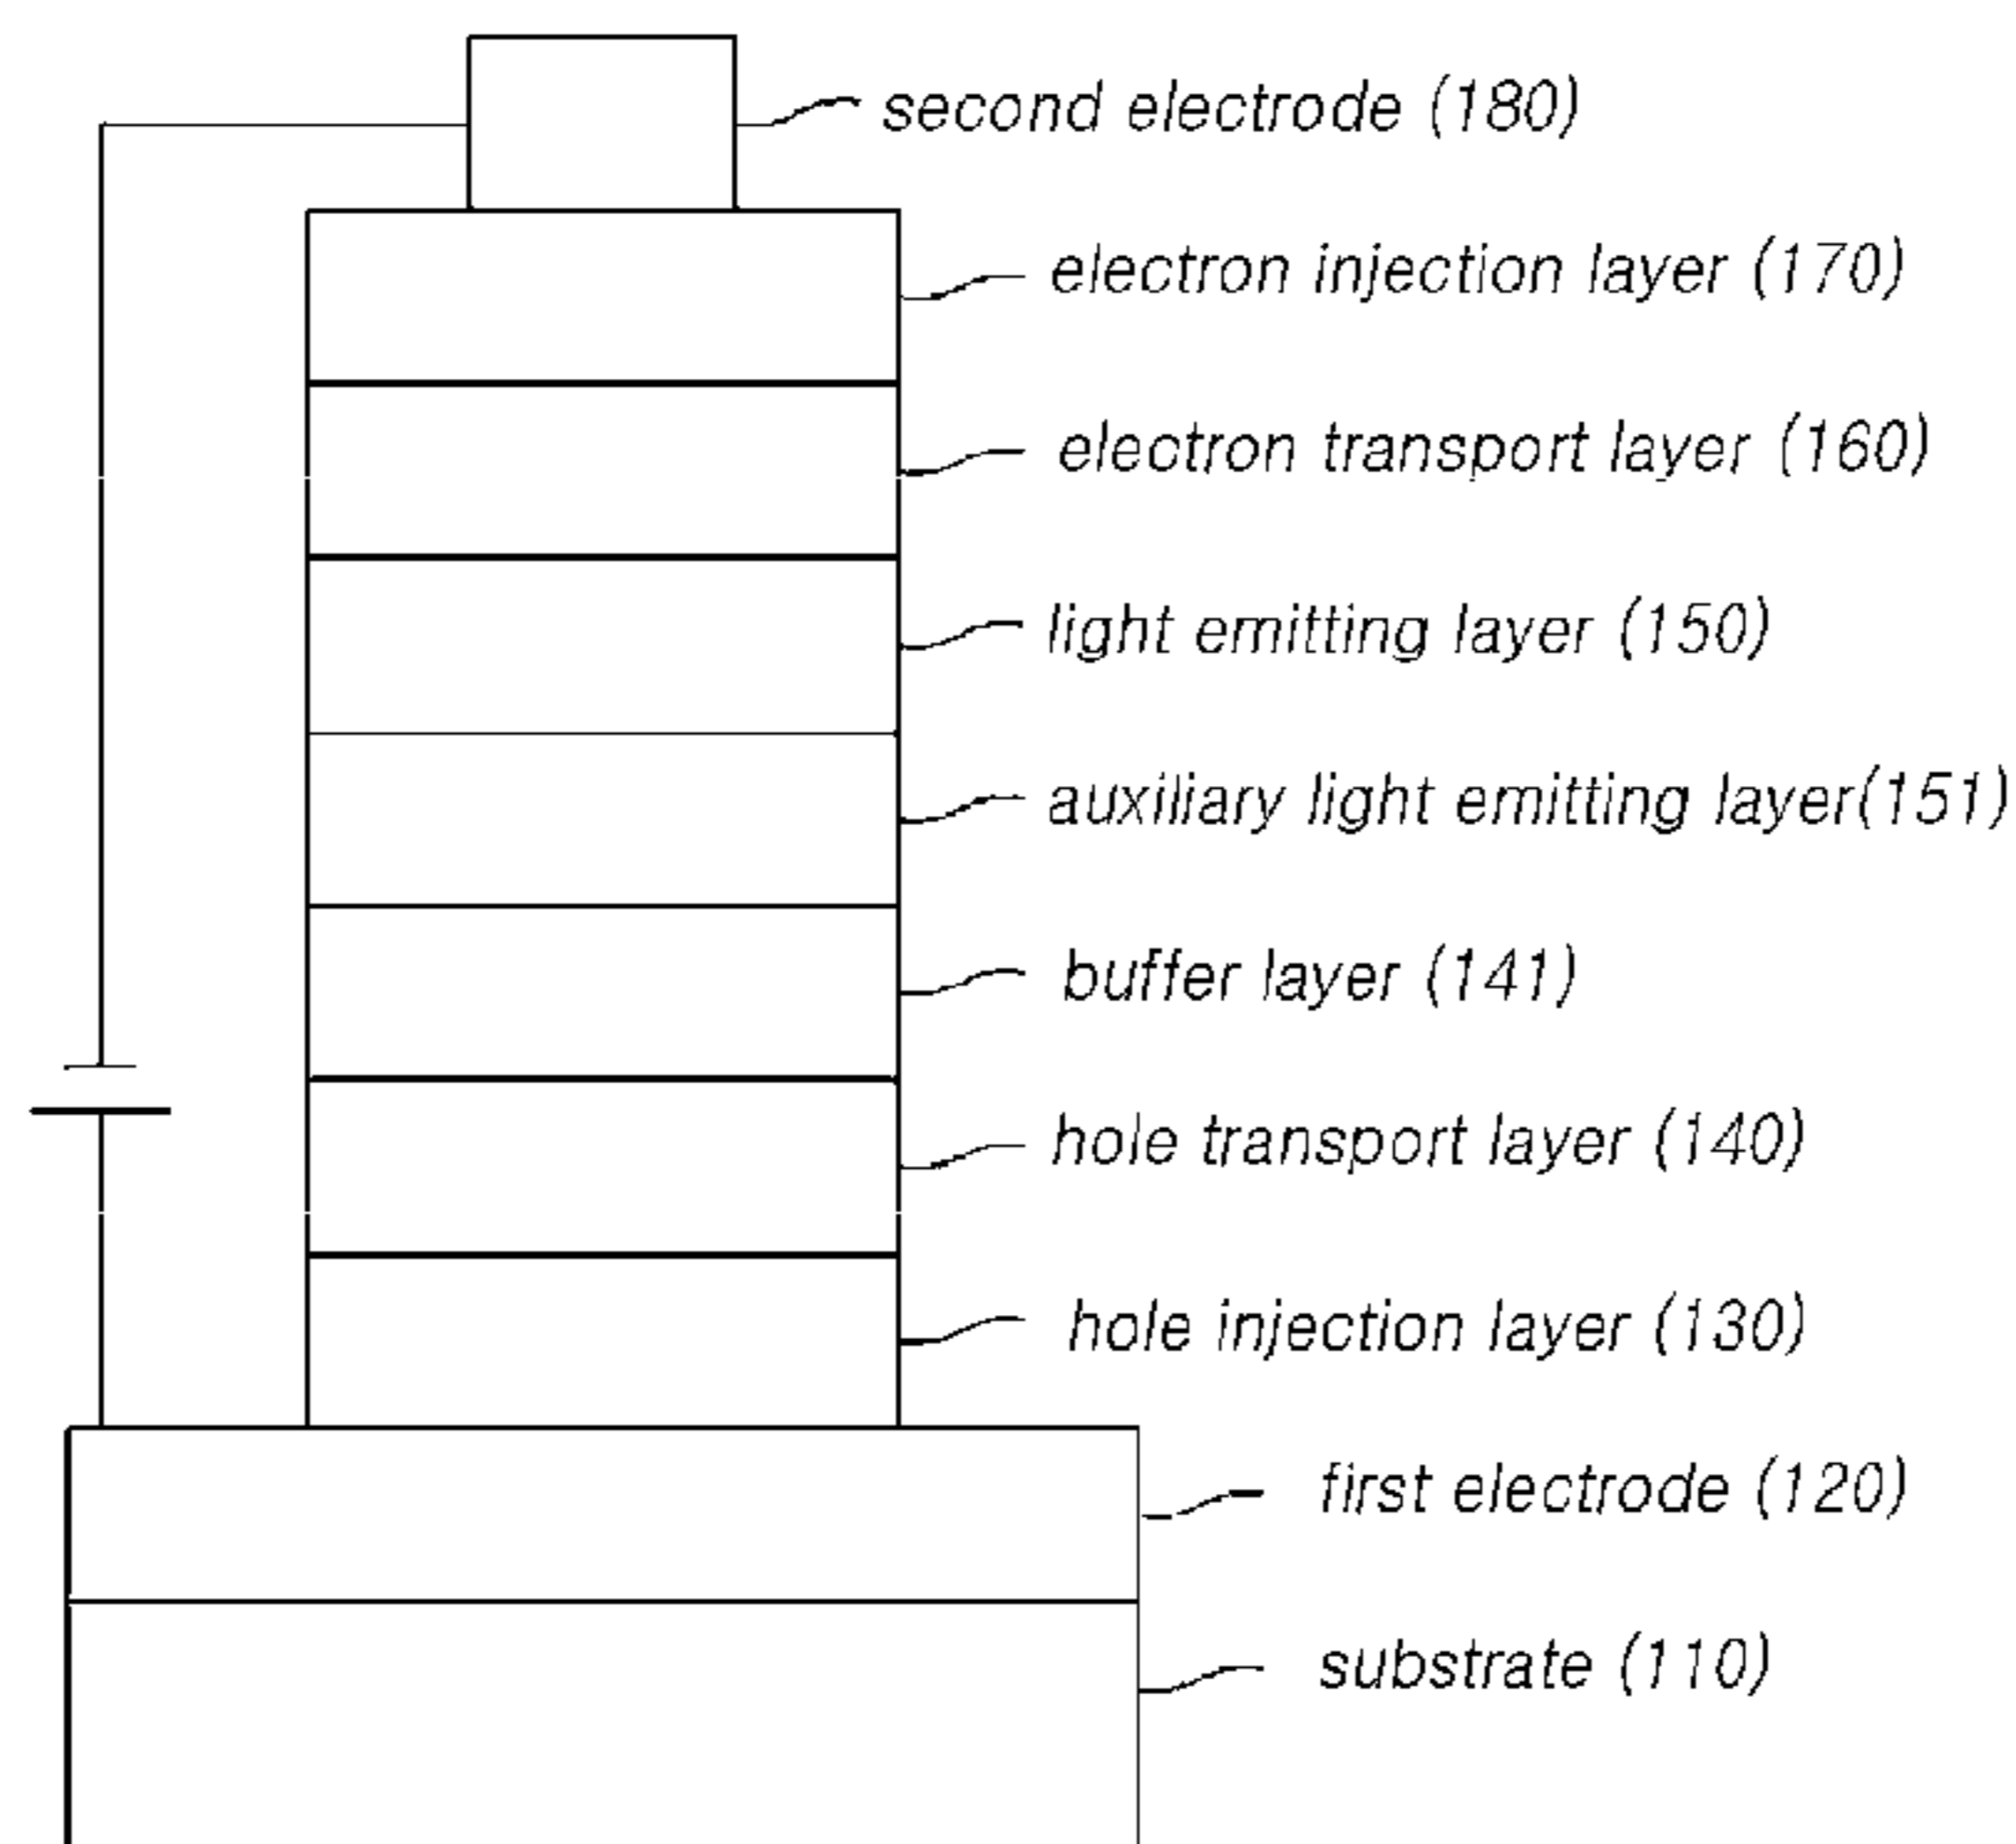 second electrode (180)
electron injection layer (170)
electron transport layer (160)
light emitting layer (150)
auxiliary light emitting layer(151)
buffer layer (141)
hole transport layer (140)
hole injection layer (130)
first electrode (120)
substrate (110)